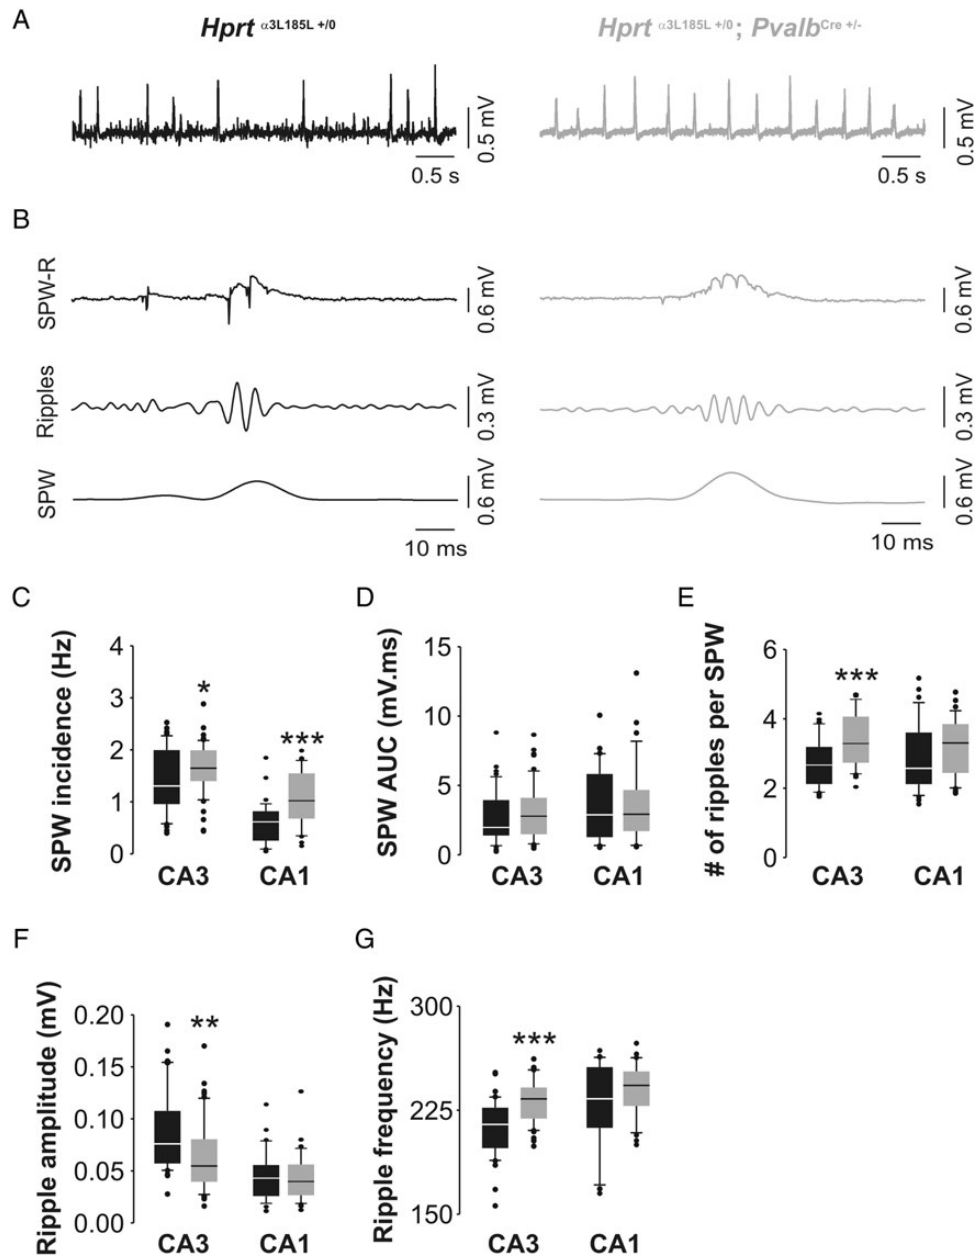 A
Hprt α3L185L +/0
Hprt α3L185L +/0; PvalbCre +/-
0.5 mV
0.5 s
0.5 mV
0.5 s
B
SPW-R
0.6 mV
0.6 mV
Ripples
0.3 mV
0.3 mV
SPW
0.6 mV
0.6 mV
10 ms
10 ms
C
SPW incidence (Hz)
4
3
2
1
0
*
***
CA3
CA1
D
SPW AUC (mV.ms)
15
10
5
0
CA3
CA1
E
# of ripples per SPW
6
4
2
0
***
CA3
CA1
F
Ripple amplitude (mV)
0.20
0.15
0.10
0.05
0.00
**
CA3
CA1
G
Ripple frequency (Hz)
300
225
150
***
CA3
CA1